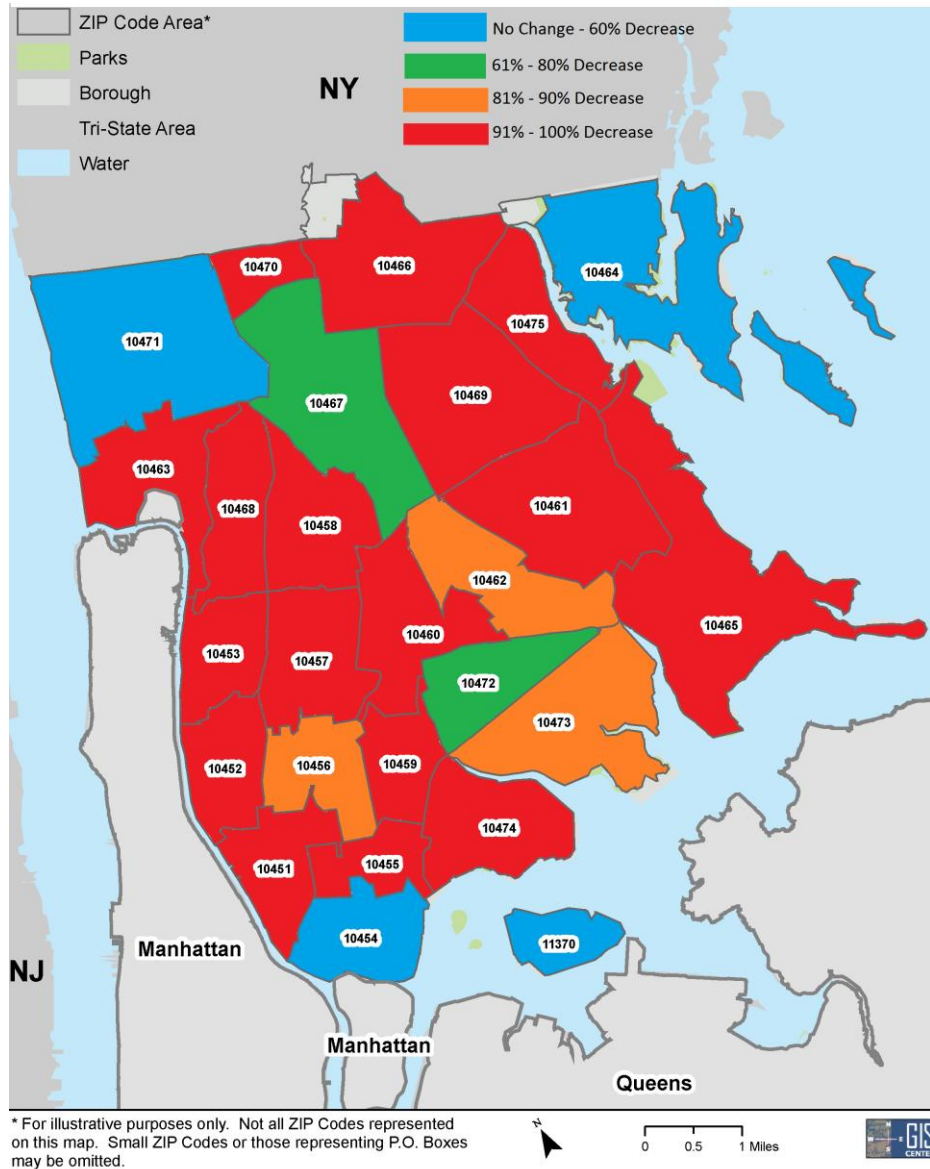 ZIP Code Area*
Parks
Borough
Tri-State Area
Water
No Change - 60% Decrease
61% - 80% Decrease
81% - 90% Decrease
91% - 100% Decrease
NY
10470
10466
10464
10475
10471
10467
10469
10463
10468
10458
10461
10462
10460
10465
10453
10457
10472
10473
10452
10456
10459
10474
10451
10455
10454
11370
Manhattan
NJ
Manhattan
Queens
* For illustrative purposes only. Not all ZIP Codes represented
on this map. Small ZIP Codes or those representing P.O. Boxes
may be omitted.
N
0 0.5 1 Miles
GIS
CENTER